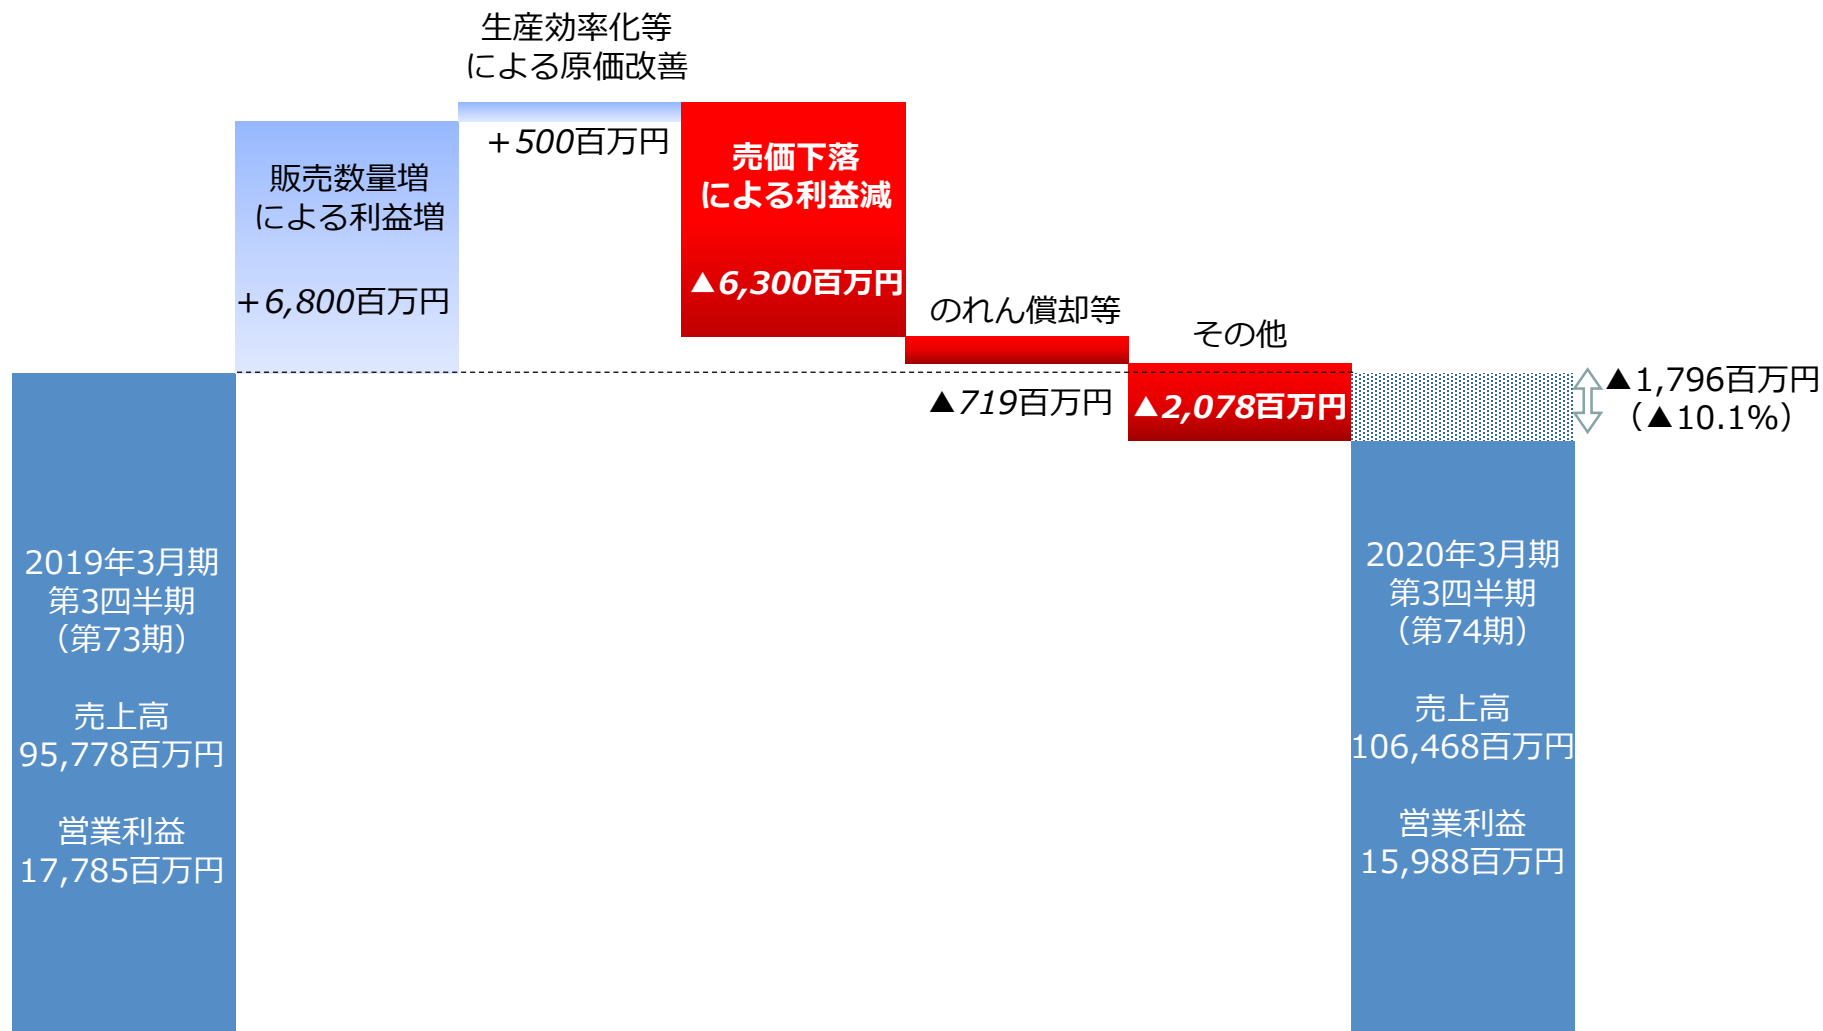 生産効率化等
による原価改善
+500百万円
販売数量増
による利益増
+6,800百万円
売価下落
による利益減
▲6,300百万円
のれん償却等
▲719百万円
その他
▲2,078百万円
▲1,796百万円
（▲10.1%）
2019年3月期
第3四半期
（第73期）
売上高
95,778百万円
営業利益
17,785百万円
2020年3月期
第3四半期
（第74期）
売上高
106,468百万円
営業利益
15,988百万円